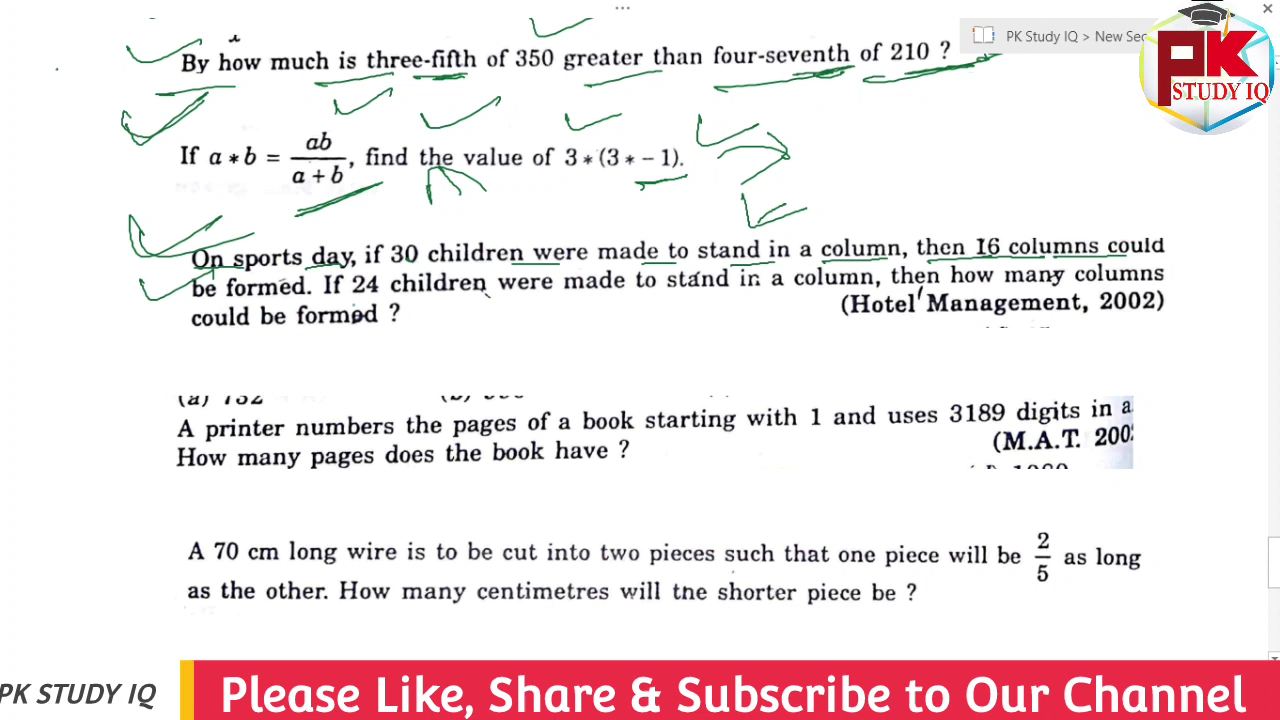 PK Study IQ > New Sec
PK
STUDY IQ
By how much is three-fifth of 350 greater than four-seventh of 210 ?
If a * b = ab / a + b, find the value of 3 * (3 * – 1).
On sports day, if 30 children were made to stand in a column, then 16 columns could
be formed. If 24 children were made to stand in a column, then how many columns
could be formed ? (Hotel Management, 2002)
A printer numbers the pages of a book starting with 1 and uses 3189 digits in a
How many pages does the book have ? (M.A.T. 200
A 70 cm long wire is to be cut into two pieces such that one piece will be 2/5 as long
as the other. How many centimetres will the shorter piece be ?
PK STUDY IQ
Please Like, Share & Subscribe to Our Channel